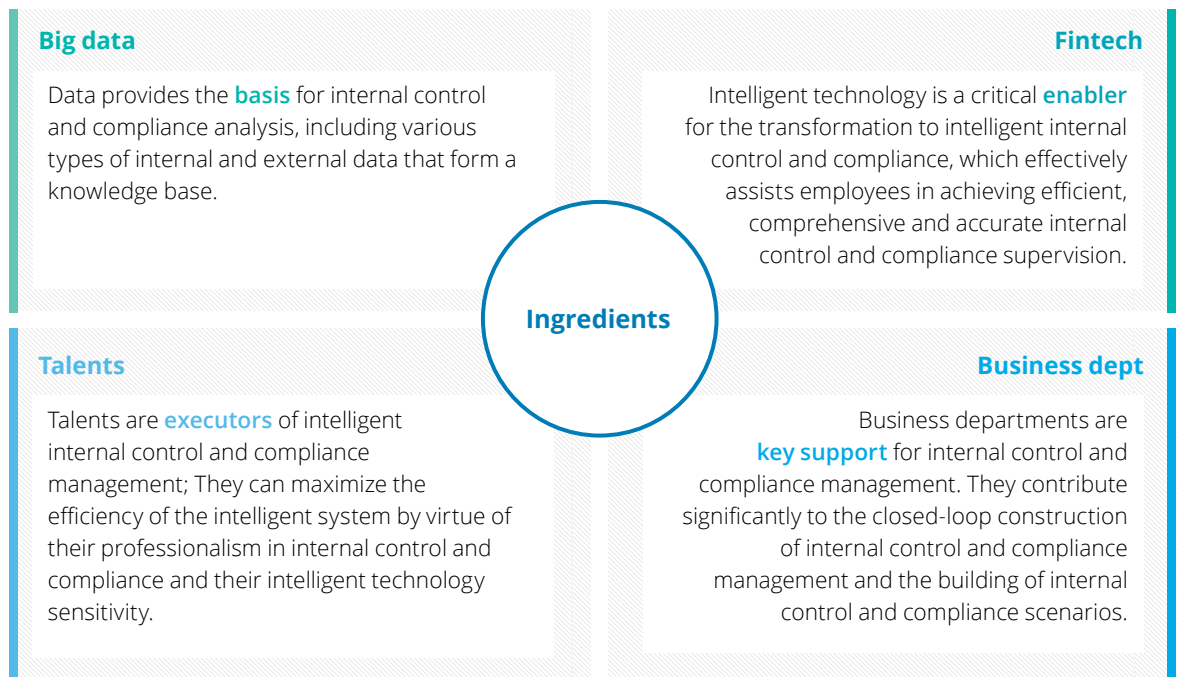 Big data
Data provides the basis for internal control
and compliance analysis, including various
types of internal and external data that form a
knowledge base.
Fintech
Intelligent technology is a critical enabler
for the transformation to intelligent internal
control and compliance, which effectively
assists employees in achieving efficient,
comprehensive and accurate internal
control and compliance supervision.
Ingredients
Talents
Talents are executors of intelligent
internal control and compliance
management; They can maximize the
efficiency of the intelligent system by virtue of
their professionalism in internal control and
compliance and their intelligent technology
sensitivity.
Business dept
Business departments are
key support for internal control and
compliance management. They contribute
significantly to the closed-loop construction
of internal control and compliance
management and the building of internal
control and compliance scenarios.